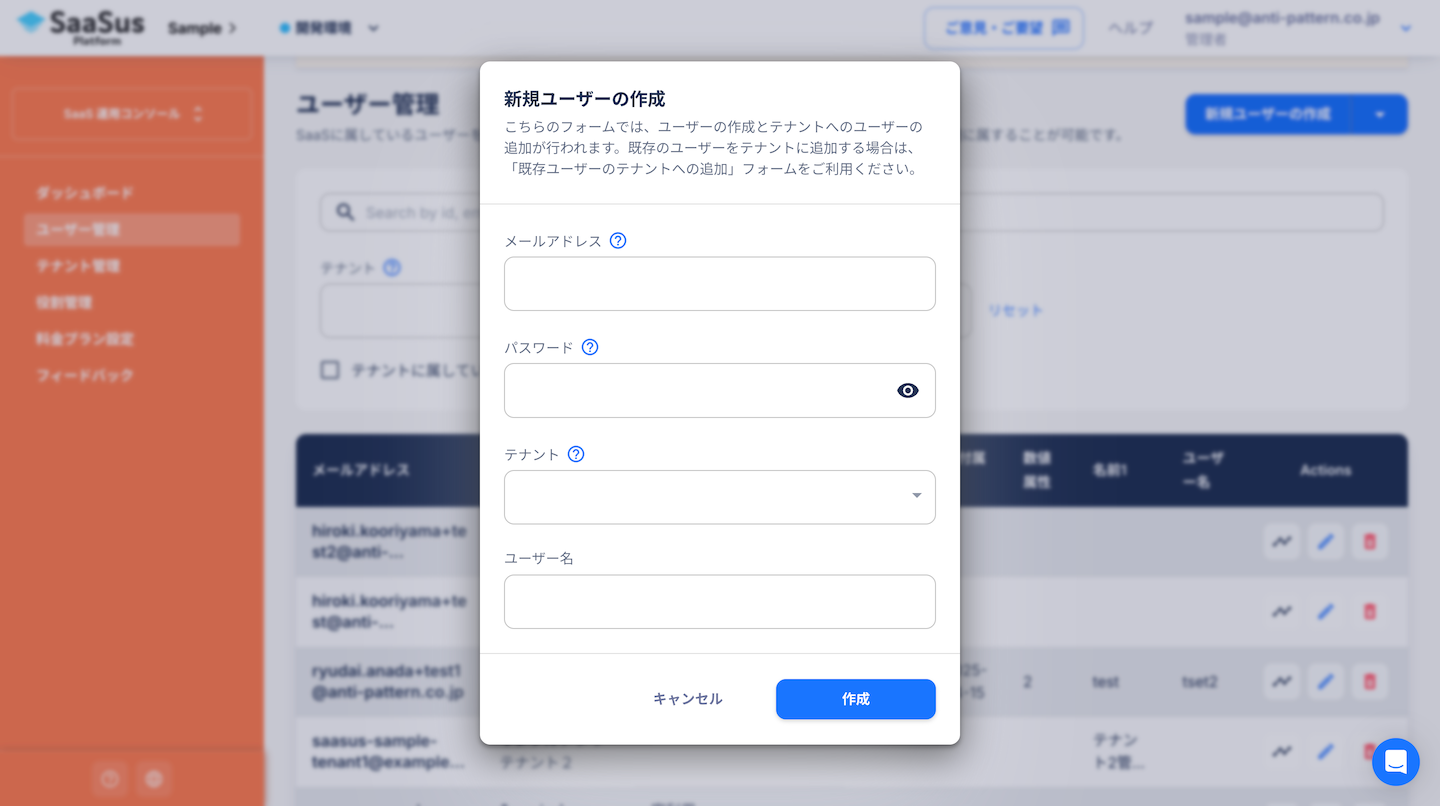 SaaSus
Platform
Sample
開発環境
ご意見・ご要望
ヘルプ
sample@anti-pattern.co.jp
管理者
SaaS 運用コンソール
ダッシュボード
ユーザー管理
テナント管理
役割管理
料金プラン設定
フィードバック
ユーザー管理
SaaSに属しているユーザーを
に属することが可能です。
新規ユーザーの作成
Search by id, em
テナント
リセット
テナントに属してい
新規ユーザーの作成
こちらのフォームでは、ユーザーの作成とテナントへのユーザーの
追加が行われます。既存のユーザーをテナントに追加する場合は、
「既存ユーザーのテナントへの追加」フォームをご利用ください。
メールアドレス
パスワード
テナント
ユーザー名
キャンセル
作成
メールアドレス
数値
属性
名前1
ユーザ
ー名
Actions
hiroki.kooriyama+te
st2@anti-...
hiroki.kooriyama+te
st@anti-...
ryudai.anada+test1
@anti-pattern.co.jp
2
test
tset2
saasus-sample-
tenant1@example...
テナント 2
テナン
ト2管...